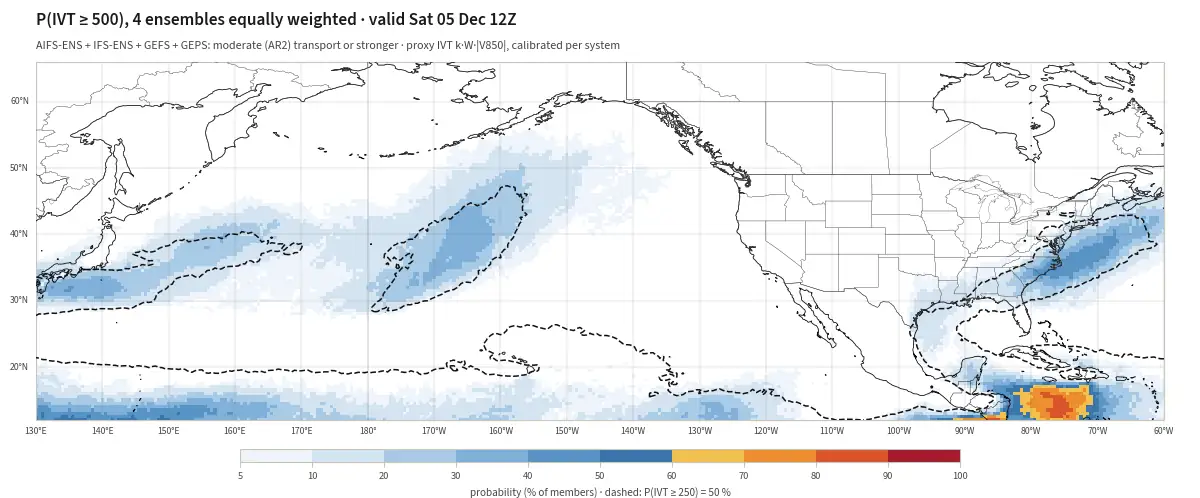 P(IVT ≥ 500), 4 ensembles equally weighted · valid Sat 05 Dec 12Z
AIFS-ENS + IFS-ENS + GEFS + GEPS: moderate (AR2) transport or stronger · proxy IVT k·W·|V850|, calibrated per system
60°N
50°N
40°N
30°N
20°N
130°E 140°E 150°E 160°E 170°E 180° 170°W 160°W 150°W 140°W 130°W 120°W 110°W 100°W 90°W 80°W 70°W 60°W
5 10 20 30 40 50 60 70 80 90 100
probability (% of members) · dashed: P(IVT ≥ 250) = 50 %